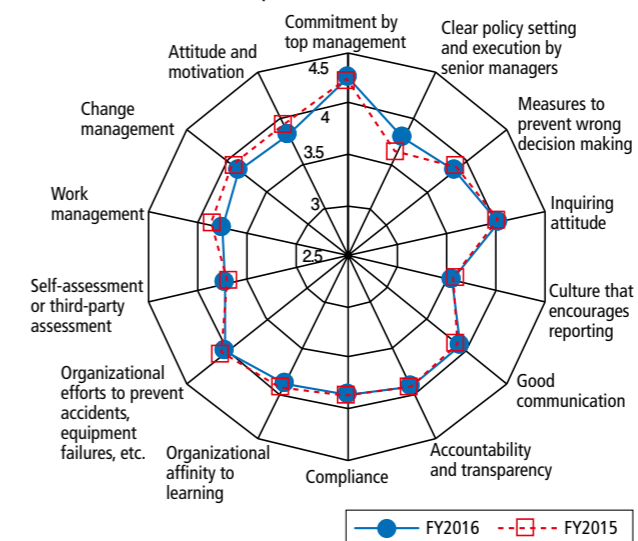 Commitment by
top management
Clear policy setting
and execution by
senior managers
Measures to
prevent wrong
decision making
Inquiring
attitude
Culture that
encourages
reporting
Good
communication
Accountability
and transparency
Compliance
Organizational
affinity to
learning
Organizational
efforts to prevent
accidents,
equipment
failures, etc.
Self-assessment
or third-party
assessment
Work
management
Change
management
Attitude and
motivation
4.5
4
3.5
3
2.5
FY2016
FY2015